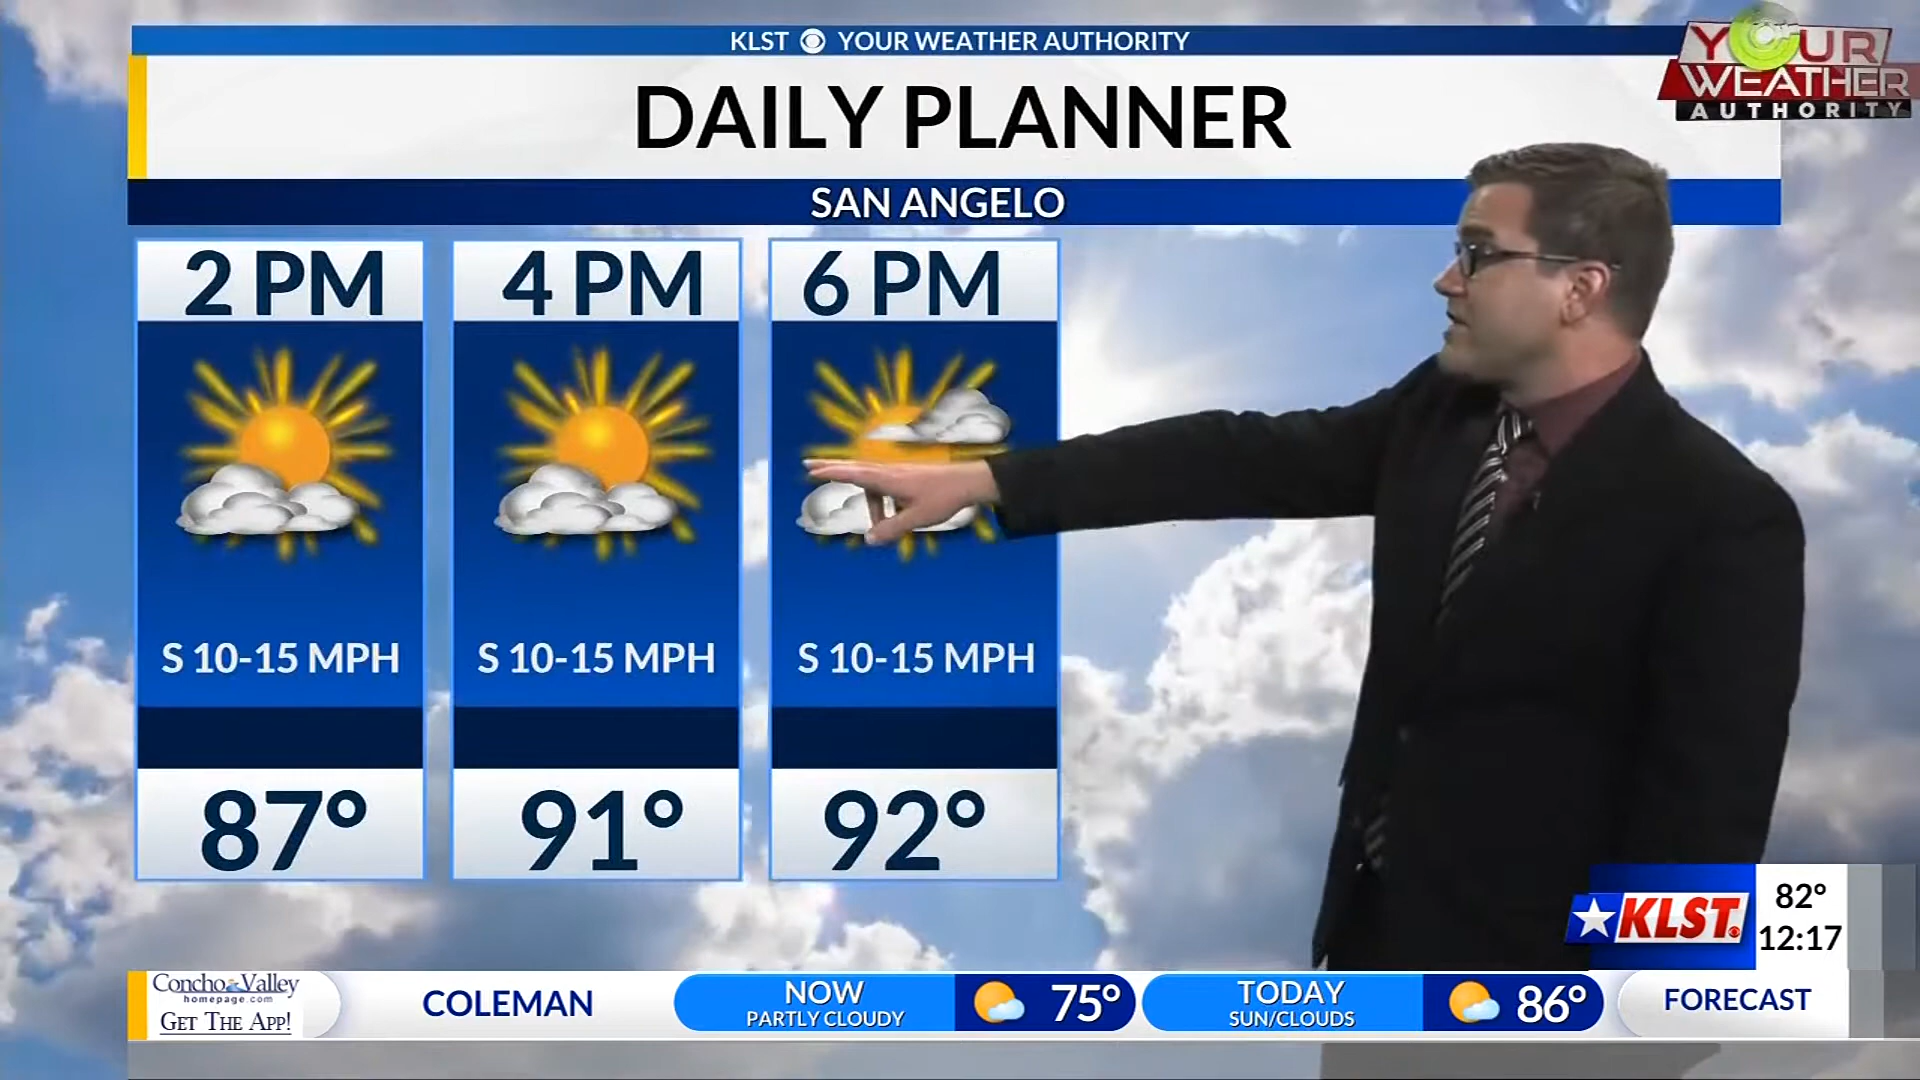 KLST YOUR WEATHER AUTHORITY
YOUR
WEATHER
AUTHORITY
DAILY PLANNER
SAN ANGELO
2 PM
4 PM
6 PM
S 10-15 MPH
S 10-15 MPH
S 10-15 MPH
87°
91°
92°
KLST
82°
12:17
Concho Valley
homepage.com
GET THE APP!
COLEMAN
NOW
PARTLY CLOUDY
75°
TODAY
SUN/CLOUDS
86°
FORECAST